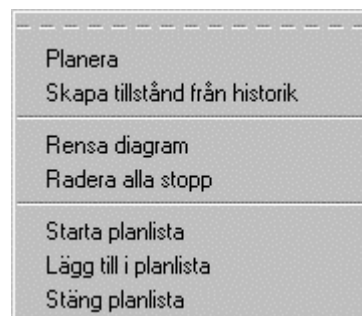 Planera
Skapa tillstånd från historik
Rensa diagram
Radera alla stopp
Starta planlista
Lägg till i planlista
Stäng planlista